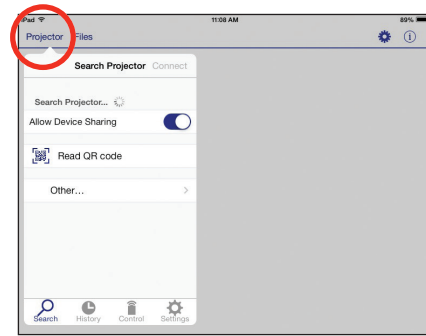 iPad 11:08 AM 89%
Projector Files
Search Projector Connect
Search Projector...
Allow Device Sharing
Read QR code
Other...
Search History Control Settings